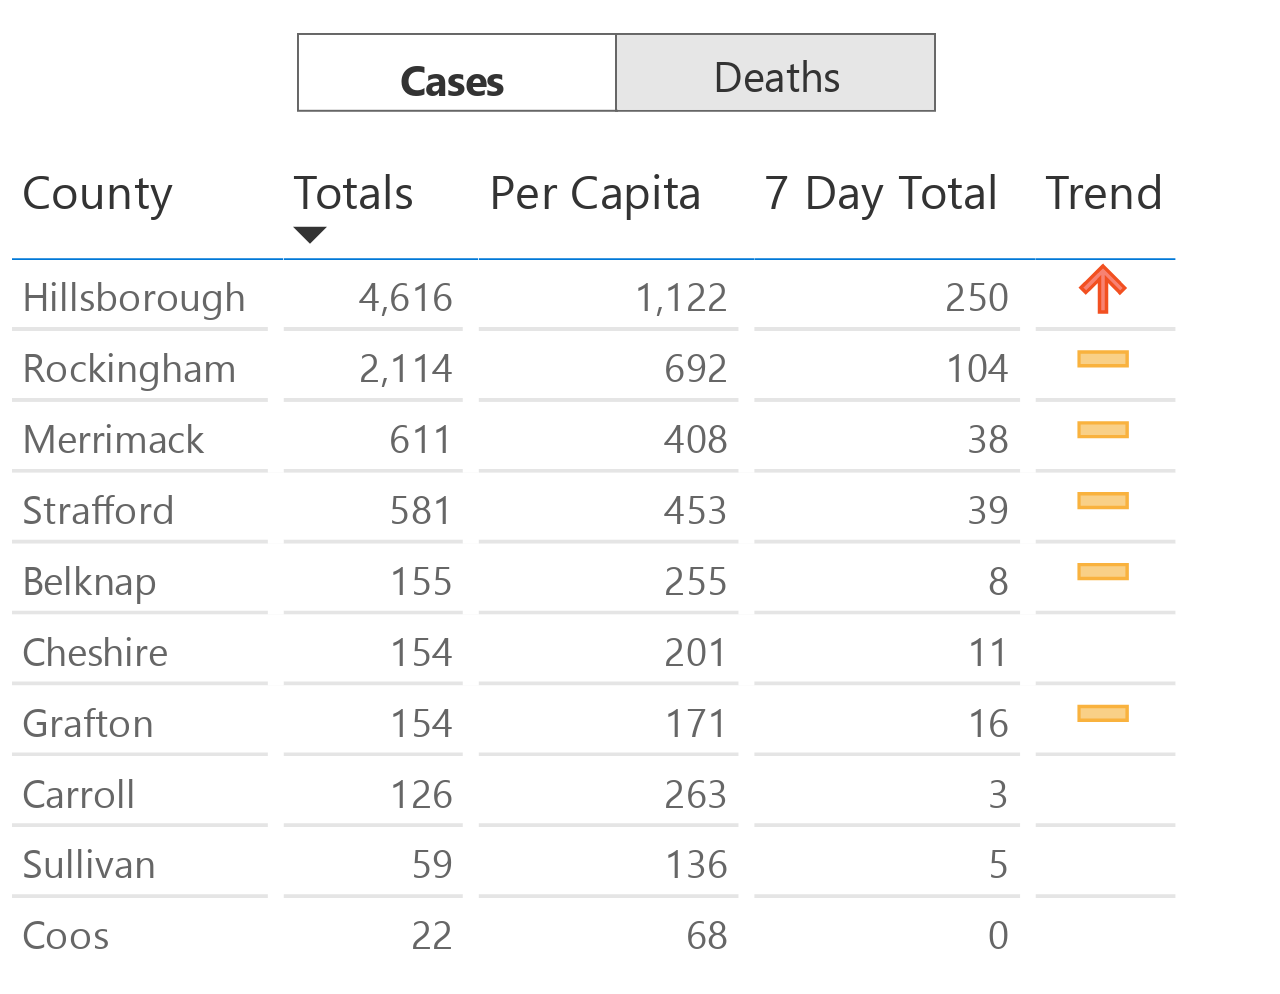 Cases Deaths
County Totals Per Capita 7 Day Total Trend
Hillsborough 4,616 1,122 250
Rockingham 2,114 692 104
Merrimack 611 408 38
Strafford 581 453 39
Belknap 155 255 8
Cheshire 154 201 11
Grafton 154 171 16
Carroll 126 263 3
Sullivan 59 136 5
Coos 22 68 0